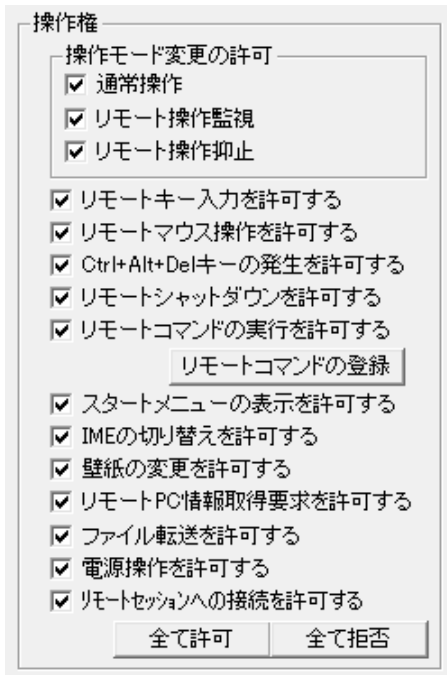 操作権
操作モード変更の許可
通常操作
リモート操作監視
リモート操作抑止
リモートキー入力を許可する
リモートマウス操作を許可する
Ctrl+Alt+Delキーの発生を許可する
リモートシャットダウンを許可する
リモートコマンドの実行を許可する
リモートコマンドの登録
スタートメニューの表示を許可する
IMEの切り替えを許可する
壁紙の変更を許可する
リモートPC情報取得要求を許可する
ファイル転送を許可する
電源操作を許可する
ﾘﾓｰﾄｾｯｼｮﾝへの接続を許可する
全て許可 全て拒否